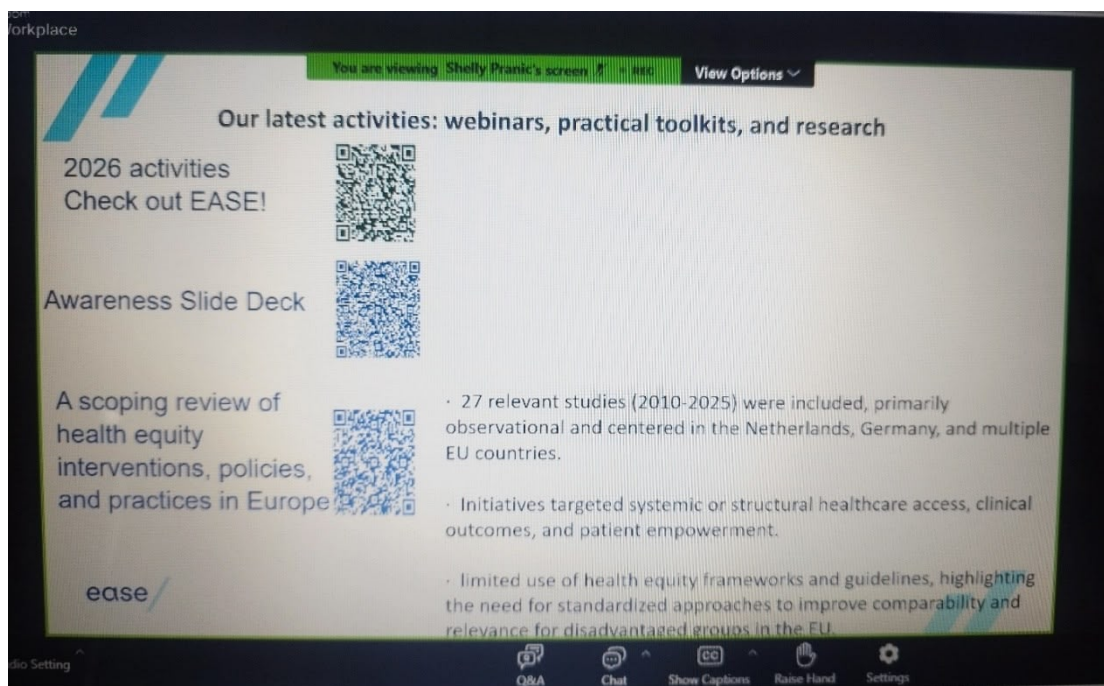 orkplace
You are viewing Shelly Pranic's screen
REC
View Options
Our latest activities: webinars, practical toolkits, and research
2026 activities
Check out EASE!
Awareness Slide Deck
A scoping review of
health equity
interventions, policies,
and practices in Europe
· 27 relevant studies (2010-2025) were included, primarily
observational and centered in the Netherlands, Germany, and multiple
EU countries.
· Initiatives targeted systemic or structural healthcare access, clinical
outcomes, and patient empowerment.
· limited use of health equity frameworks and guidelines, highlighting
the need for standardized approaches to improve comparability and
relevance for disadvantaged groups in the EU.
ease
dio Setting
Q&A
Chat
CC
Show Captions
Raise Hand
Settings